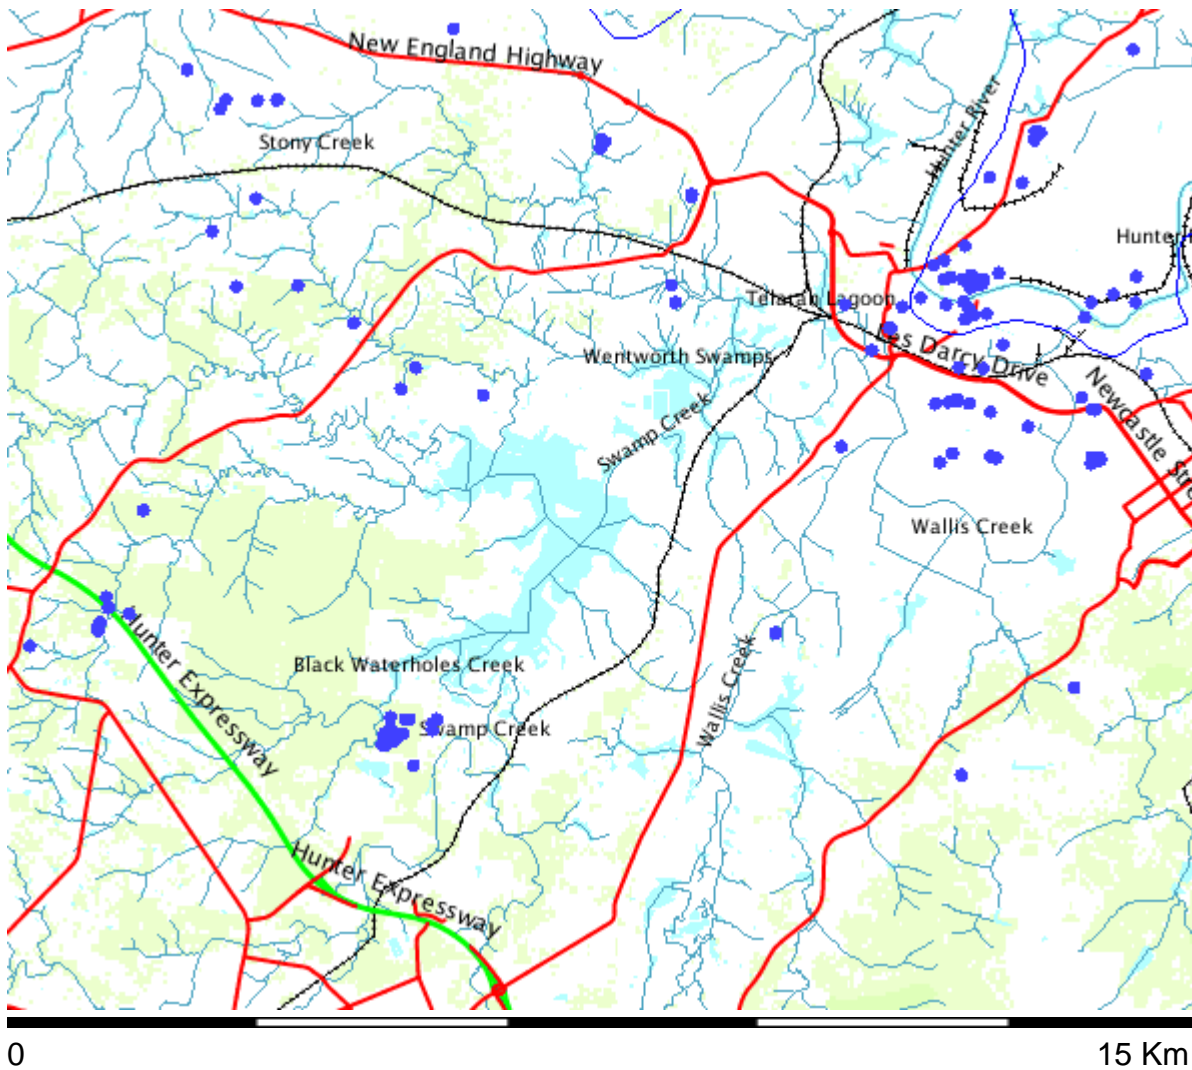 New England Highway
Stony Creek
Hunter River
Hunter
Telarah Lagoon
Wentworth Swamps
Les Darcy Drive
Newcastle Stre
Swamp Creek
Wallis Creek
Hunter Expressway
Black Waterholes Creek
Wallis Creek
Swamp Creek
Hunter Expressway
0
15 Km